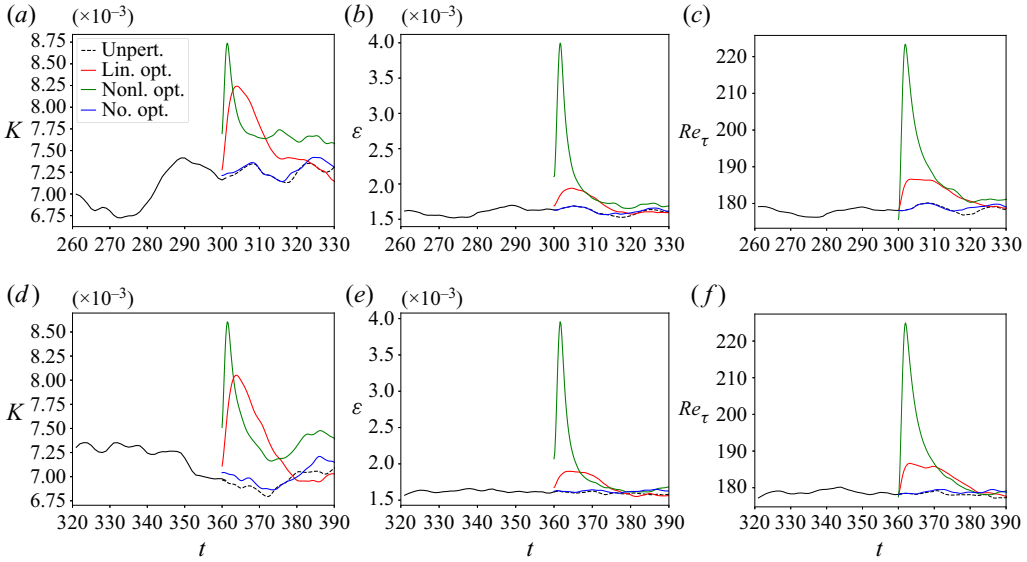 (a) (×10⁻³) (b) (×10⁻³) (c)
8.75 8.50 8.25 8.00 7.75 7.50 7.25 7.00 6.75
K
Unpert.
Lin. opt.
Nonl. opt.
No. opt.
4.0 3.5 3.0 2.5 2.0 1.5
ε
220 210 200 190 180
Re_τ
260 270 280 290 300 310 320 330 260 270 280 290 300 310 320 330 260 270 280 290 300 310 320 330
(d) (×10⁻³) (e) (×10⁻³) (f)
8.50 8.25 8.00 7.75 7.50 7.25 7.00 6.75
K
4.0 3.5 3.0 2.5 2.0 1.5
ε
220 210 200 190 180
Re_τ
320 330 340 350 360 370 380 390 320 330 340 350 360 370 380 390 320 330 340 350 360 370 380 390
t t t